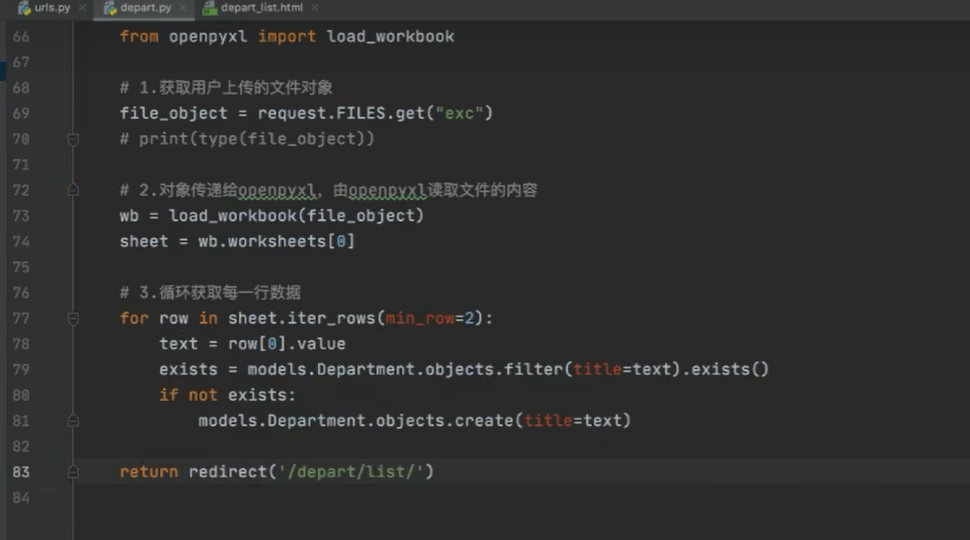 urls.py
depart.py
depart_list.html
66 from openpyxl import load_workbook
67
68 # 1.获取用户上传的文件对象
69 file_object = request.FILES.get("exc")
70 # print(type(file_object))
71
72 # 2.对象传递给openpyxl，由openpyxl读取文件的内容
73 wb = load_workbook(file_object)
74 sheet = wb.worksheets[0]
75
76 # 3.循环获取每一行数据
77 for row in sheet.iter_rows(min_row=2):
78 text = row[0].value
79 exists = models.Department.objects.filter(title=text).exists()
80 if not exists:
81 models.Department.objects.create(title=text)
82
83 return redirect('/depart/list/')
84